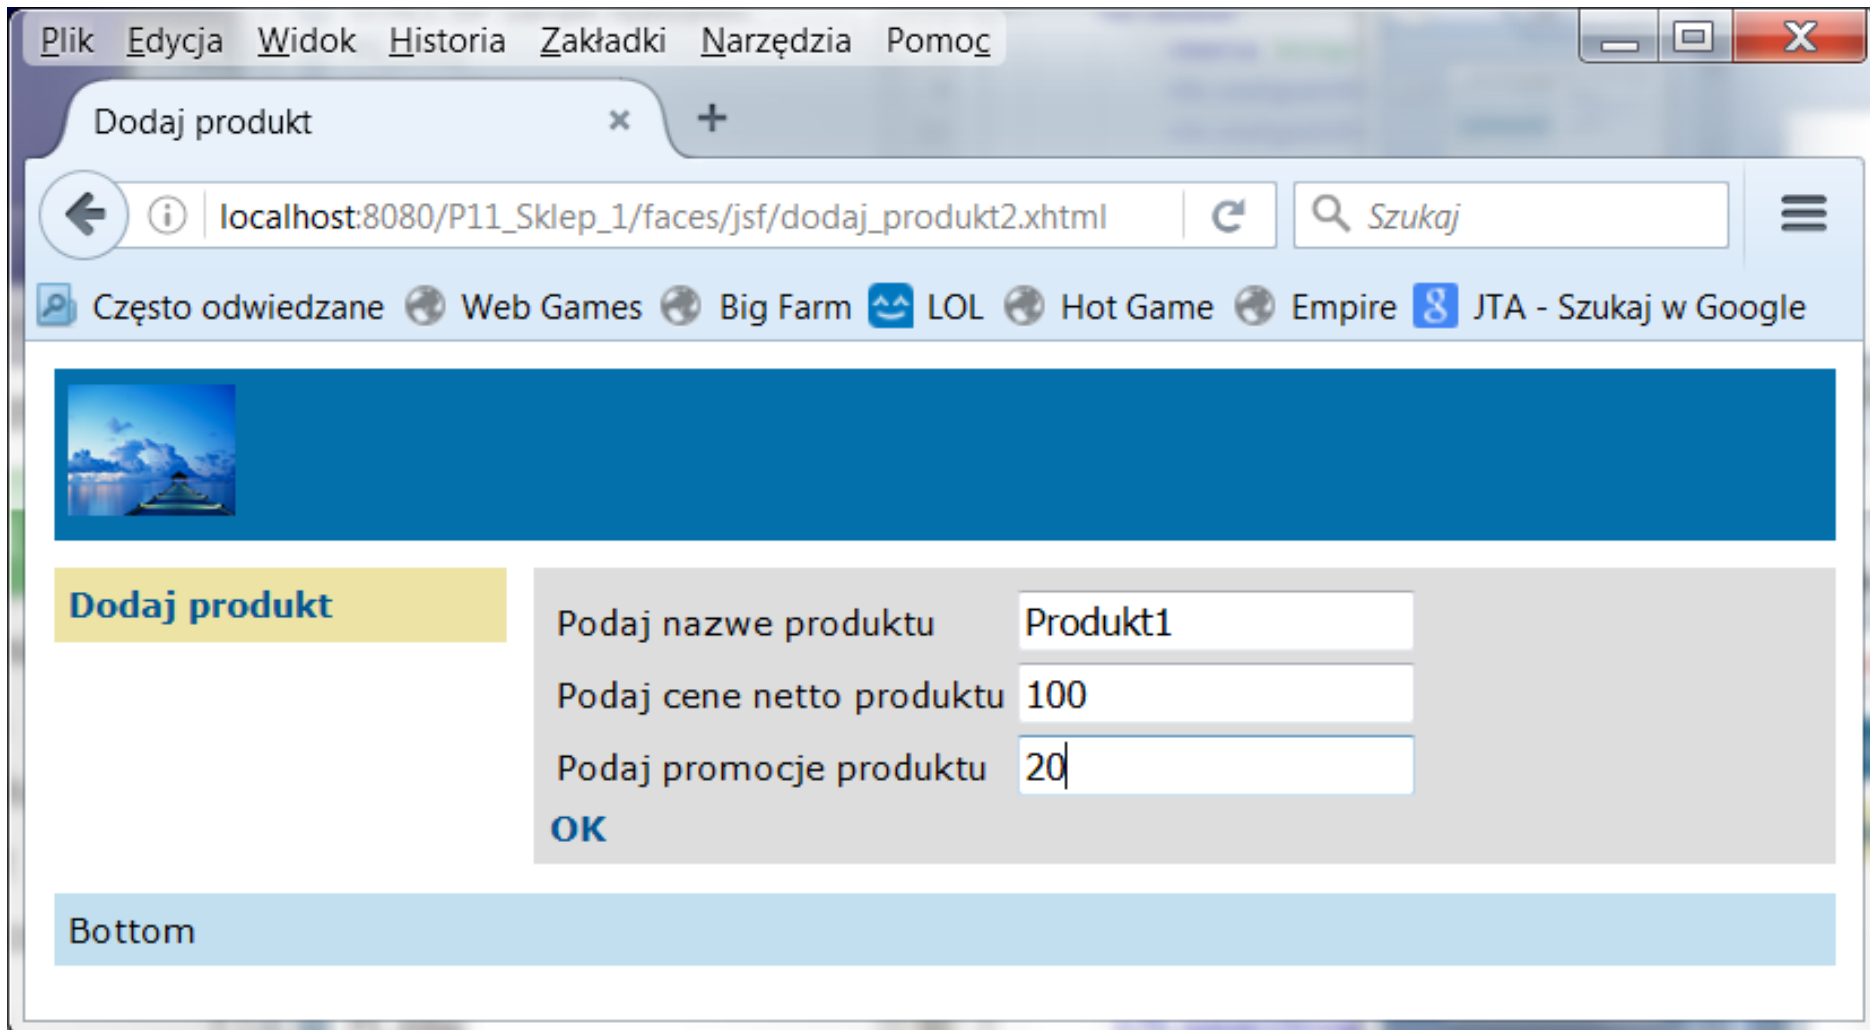 Plik Edycja Widok Historia Zakładki Narzędzia Pomoc
Dodaj produkt
localhost:8080/P11_Sklep_1/faces/jsf/dodaj_produkt2.xhtml Szukaj
Często odwiedzane Web Games Big Farm LOL Hot Game Empire 8 JTA - Szukaj w Google
Dodaj produkt
Podaj nazwe produktu Produkt1
Podaj cene netto produktu 100
Podaj promocje produktu 20
OK
Bottom